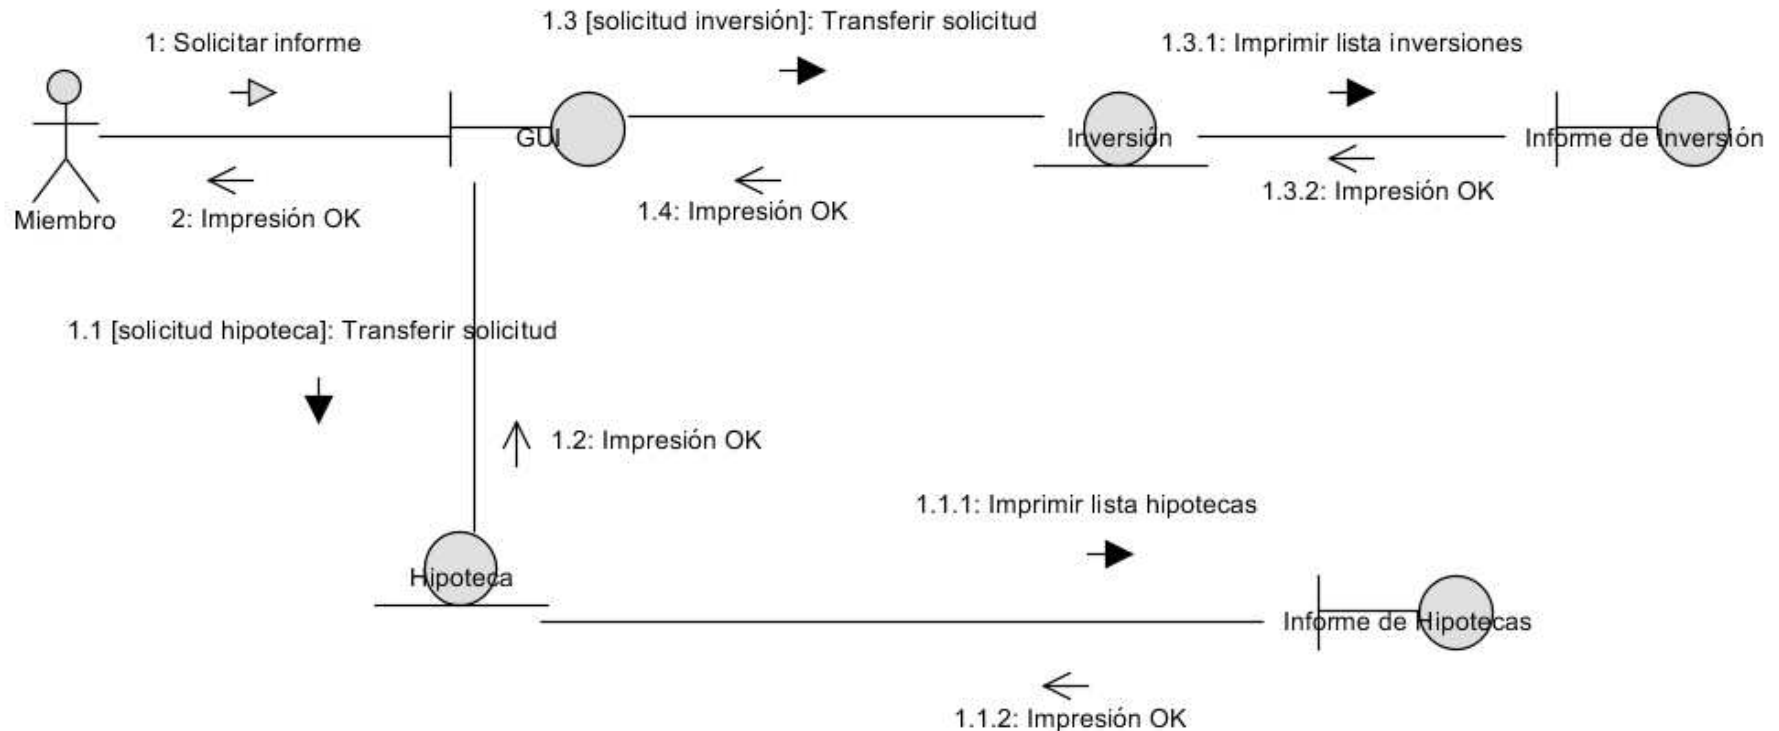 1.3 [solicitud inversión]: Transferir solicitud
1: Solicitar informe
1.3.1: Imprimir lista inversiones
GUI
Inversión
Informe de Inversión
1.3.2: Impresión OK
Miembro
2: Impresión OK
1.4: Impresión OK
1.1 [solicitud hipoteca]: Transferir solicitud
1.2: Impresión OK
1.1.1: Imprimir lista hipotecas
Hipoteca
Informe de Hipotecas
1.1.2: Impresión OK